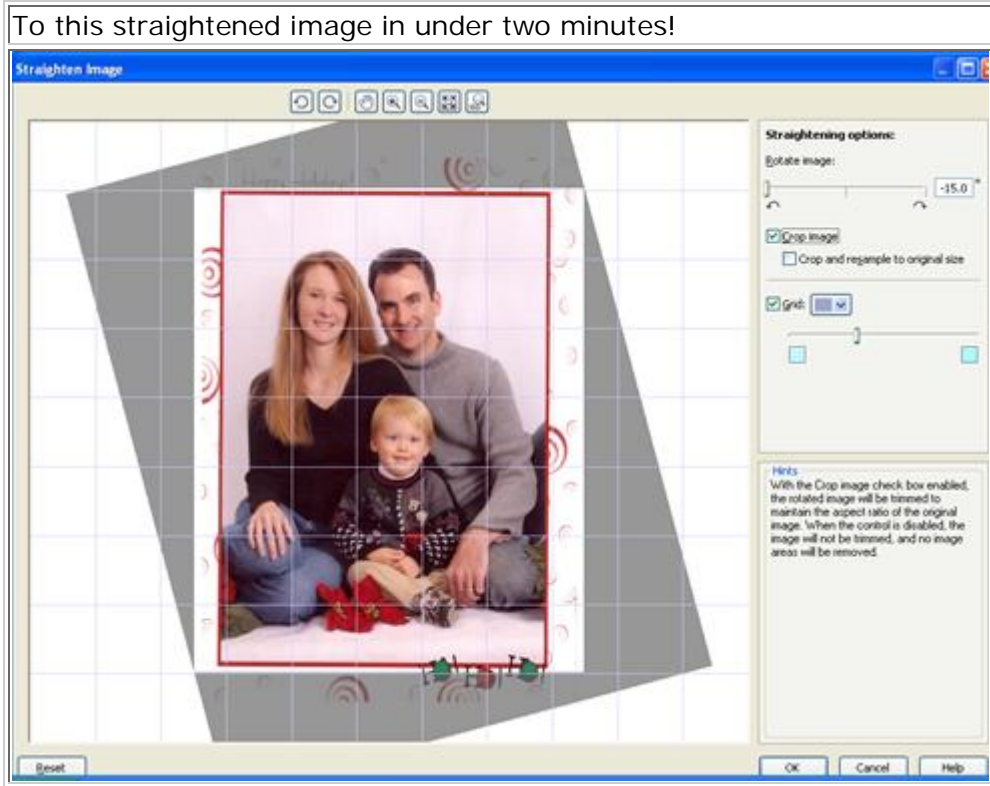 To this straightened image in under two minutes!
Straighten Image
Straightening options:
Rotate image:
-15.0 °
Crop image
Crop and resample to original size
Grid:
Hints
With the Crop image check box enabled,
the rotated image will be trimmed to
maintain the aspect ratio of the original
image. When the control is disabled, the
image will not be trimmed, and no image
areas will be removed.
HO! HO! HO!
Reset
OK
Cancel
Help